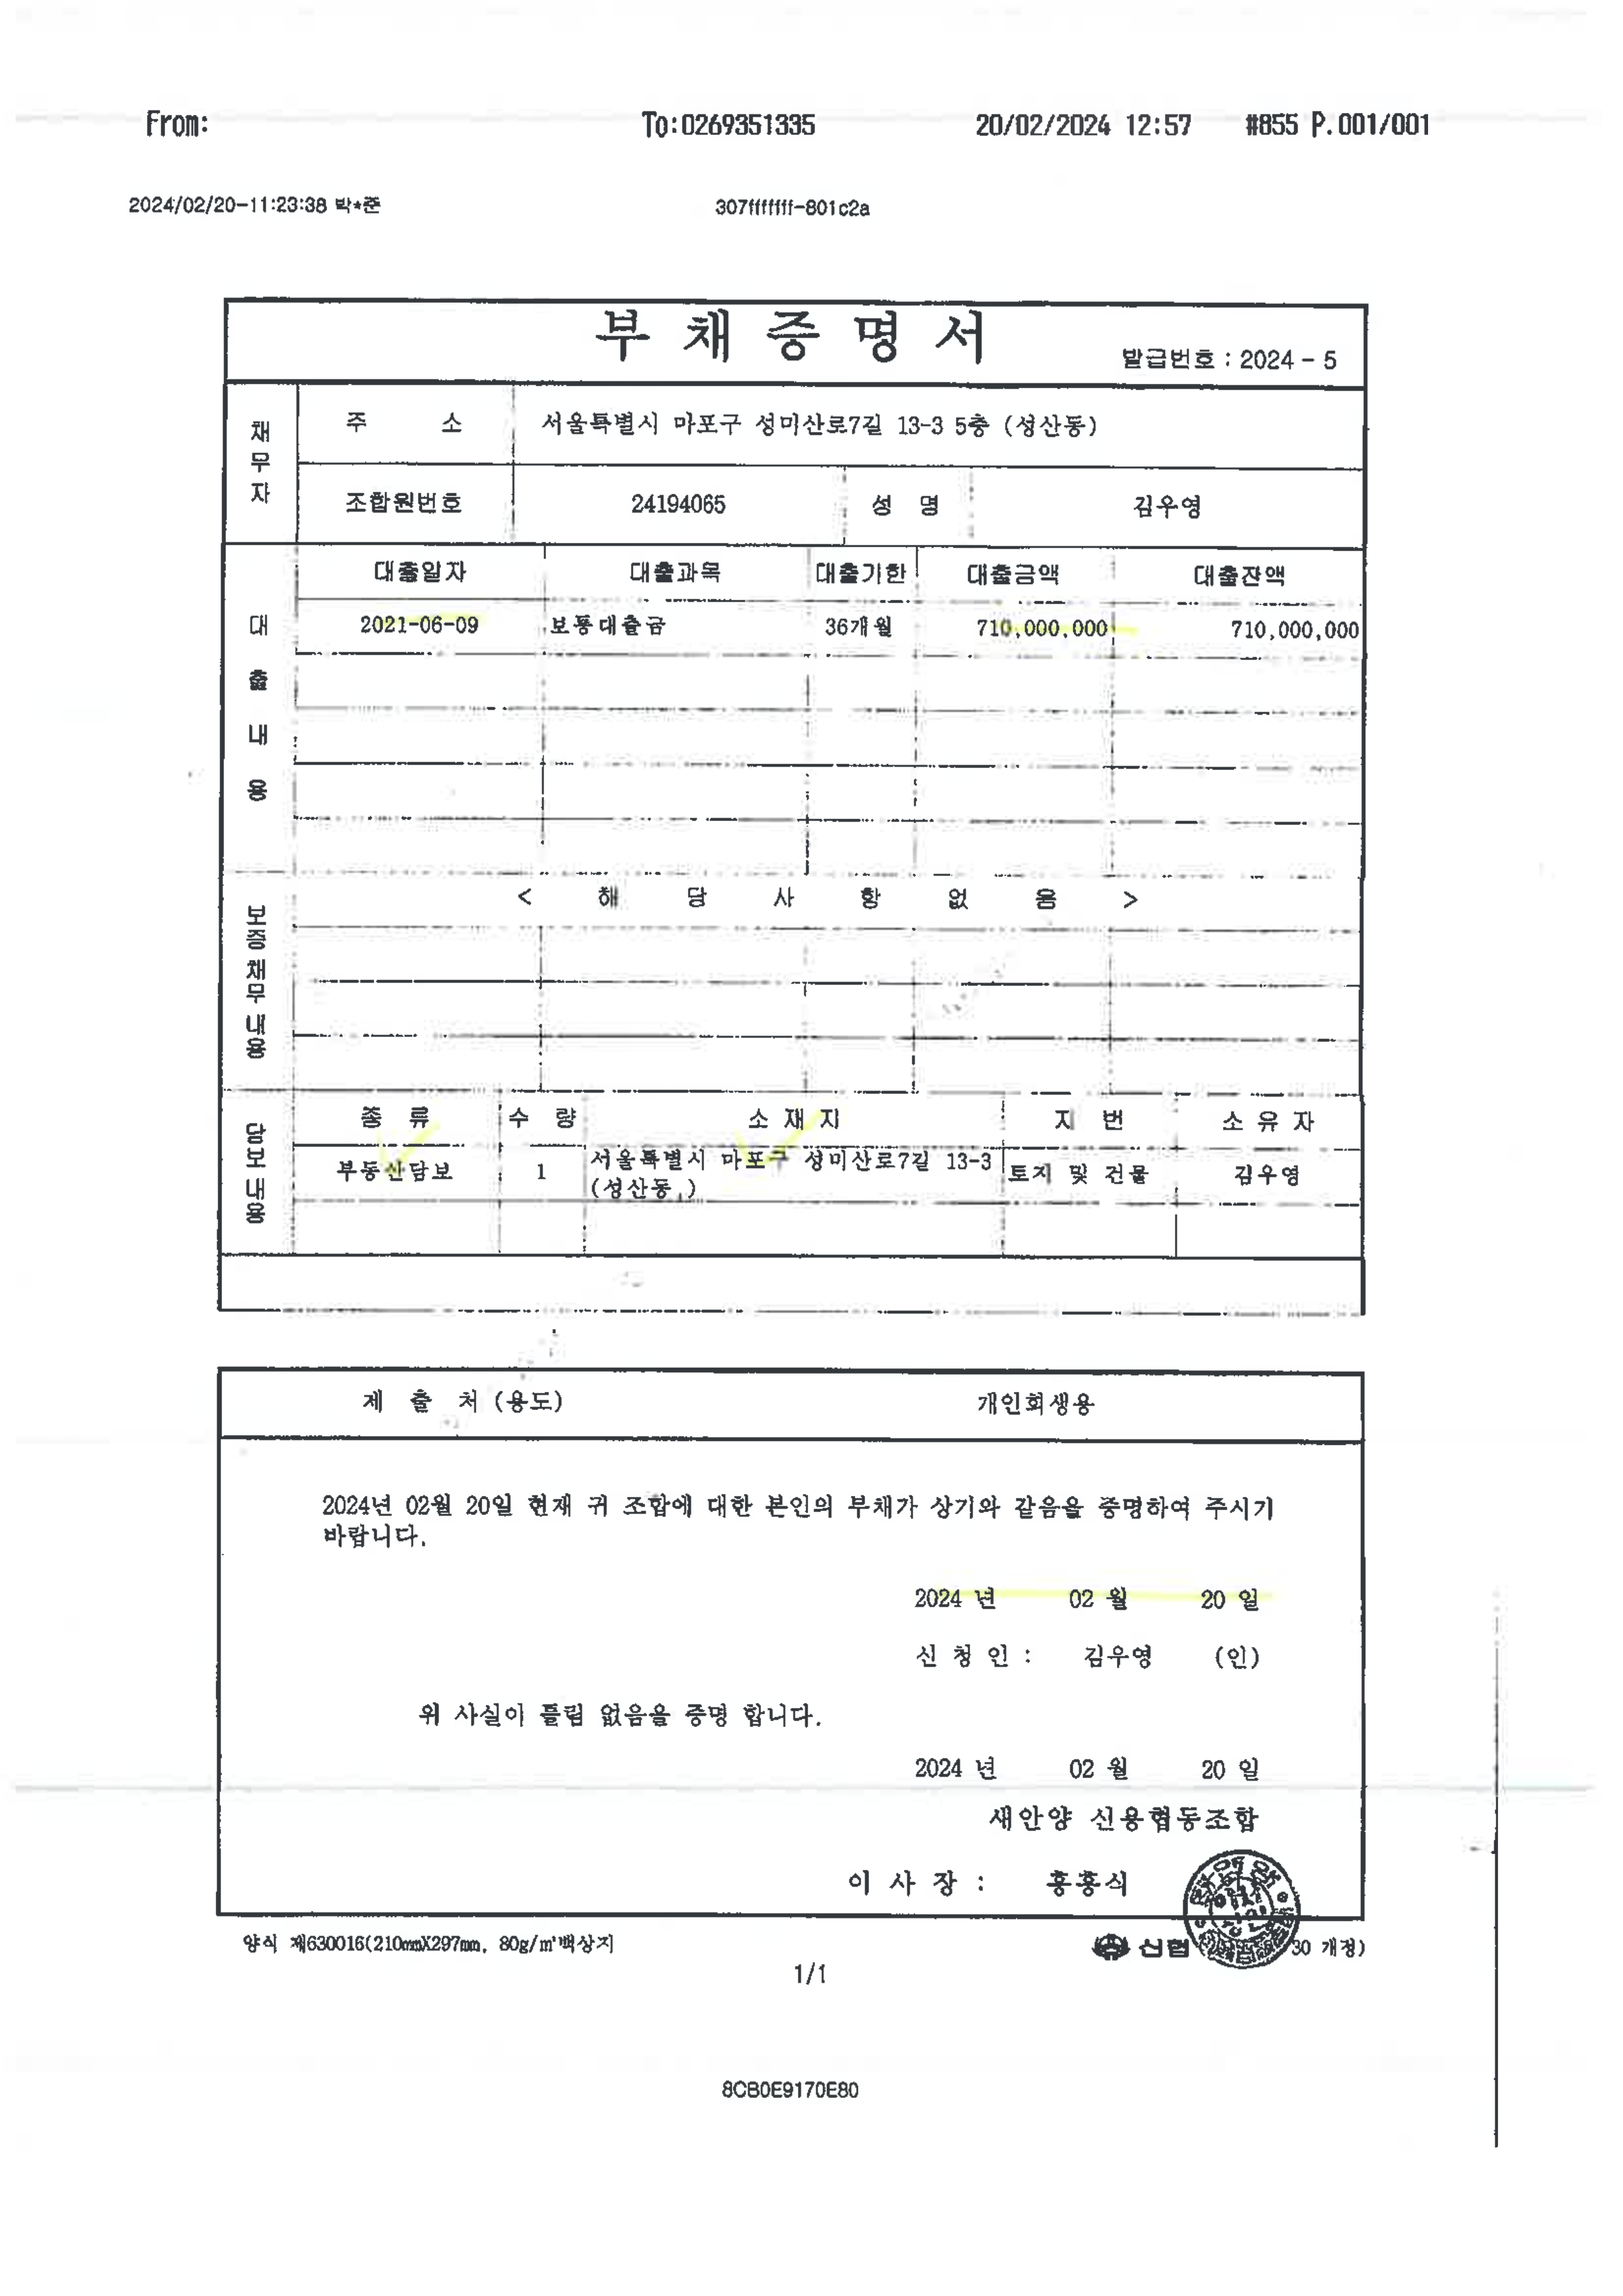 From: To:0269351335 20/02/2024 12:57 #855 P.001/001
2024/02/20-11:23:38 박*준 307fffffff-801c2a
부 채 증 명 서
발급번호 : 2024 - 5
채무자
주 소 서울특별시 마포구 성미산로7길 13-3 5층 (성산동)
조합원번호 24194065 성 명 김우영
대출내용
대출일자 대출과목 대출기한 대출금액 대출잔액
2021-06-09 보통대출금 36개월 710,000,000 710,000,000
보증채무내용
< 해 당 사 항 없 음 >
담보내용
종 류 수 량 소 재 지 지 번 소 유 자
부동산담보 1 서울특별시 마포구 성미산로7길 13-3 토지 및 건물 김우영
(성산동,)
제 출 처 (용도) 개인회생용
2024년 02월 20일 현재 귀 조합에 대한 본인의 부채가 상기와 같음을 증명하여 주시기
바랍니다.
2024 년 02 월 20 일
신 청 인 : 김우영 (인)
위 사실이 틀림 없음을 증명 합니다.
2024 년 02 월 20 일
새안양 신용협동조합
이 사 장 : 홍흥식
양식 제630016(210mmX297mm, 80g/m²백상지) 신협 30 개정)
1/1
8CB0E9170E80